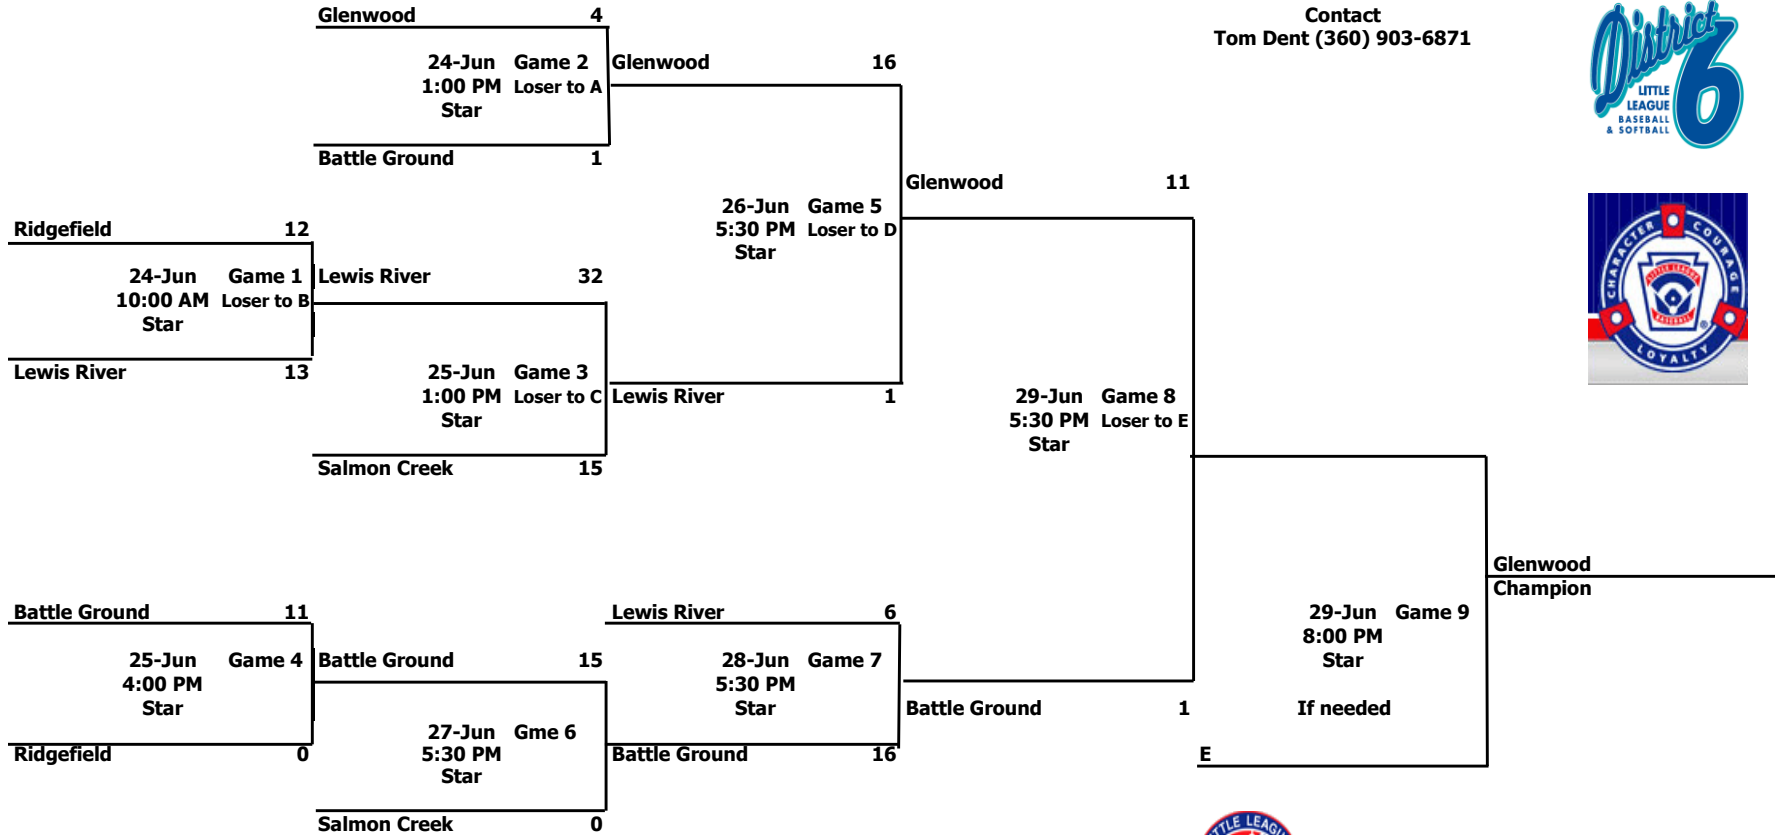 Glenwood 4
Contact
Tom Dent (360) 903-6871
District 6
LITTLE
LEAGUE
BASEBALL
& SOFTBALL
24-Jun Game 2
1:00 PM Loser to A
Star
Glenwood 16
Battle Ground 1
Glenwood 11
Ridgefield 12
26-Jun Game 5
5:30 PM Loser to D
Star
CHARACTER COURAGE LOYALTY
LITTLE LEAGUE
BASEBALL
®
24-Jun Game 1
10:00 AM Loser to B
Star
Lewis River 32
Lewis River 13
25-Jun Game 3
1:00 PM Loser to C
Star
Lewis River 1
29-Jun Game 8
5:30 PM Loser to E
Star
Salmon Creek 15
Glenwood
Champion
Battle Ground 11
Lewis River 6
29-Jun Game 9
8:00 PM
Star
If needed
25-Jun Game 4
4:00 PM
Star
Battle Ground 15
28-Jun Game 7
5:30 PM
Star
Battle Ground 1
Ridgefield 0
27-Jun Gme 6
5:30 PM
Star
Battle Ground 16
E
Salmon Creek 0